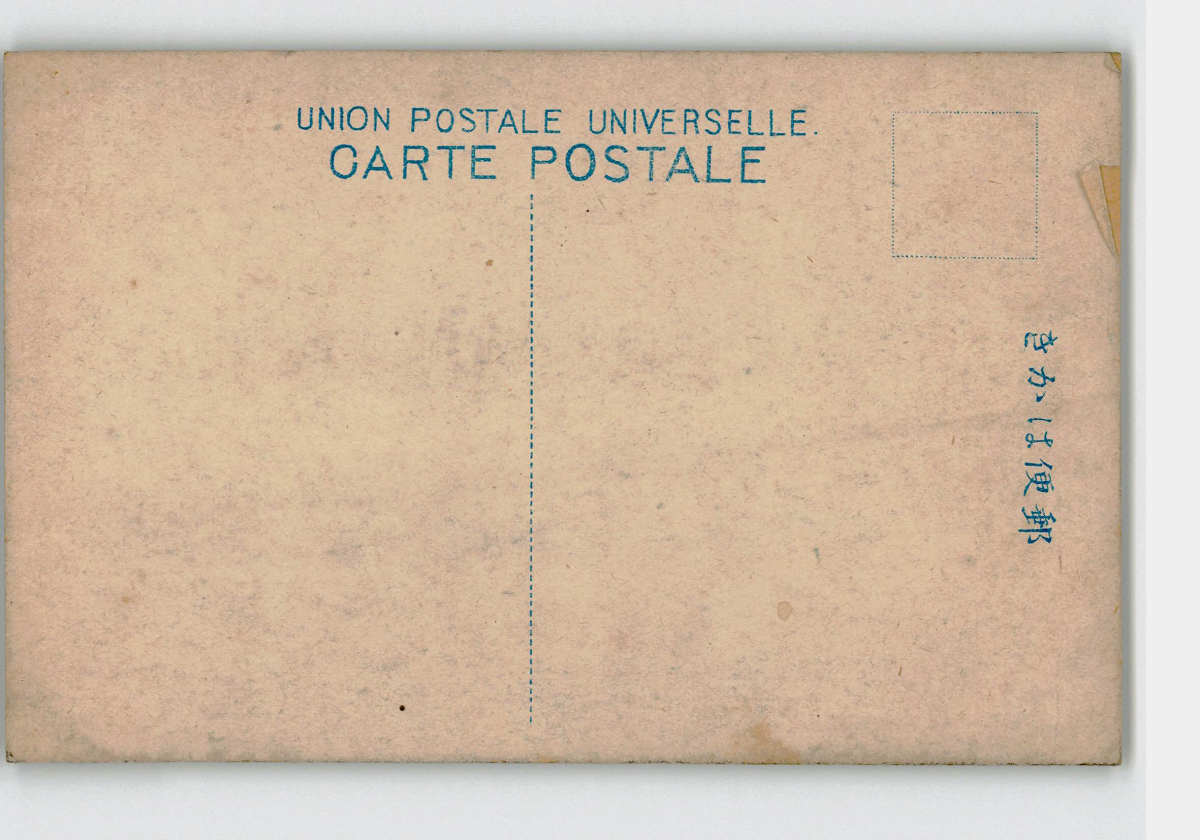 UNION POSTALE UNIVERSELLE.
CARTE POSTALE
きかは便郵